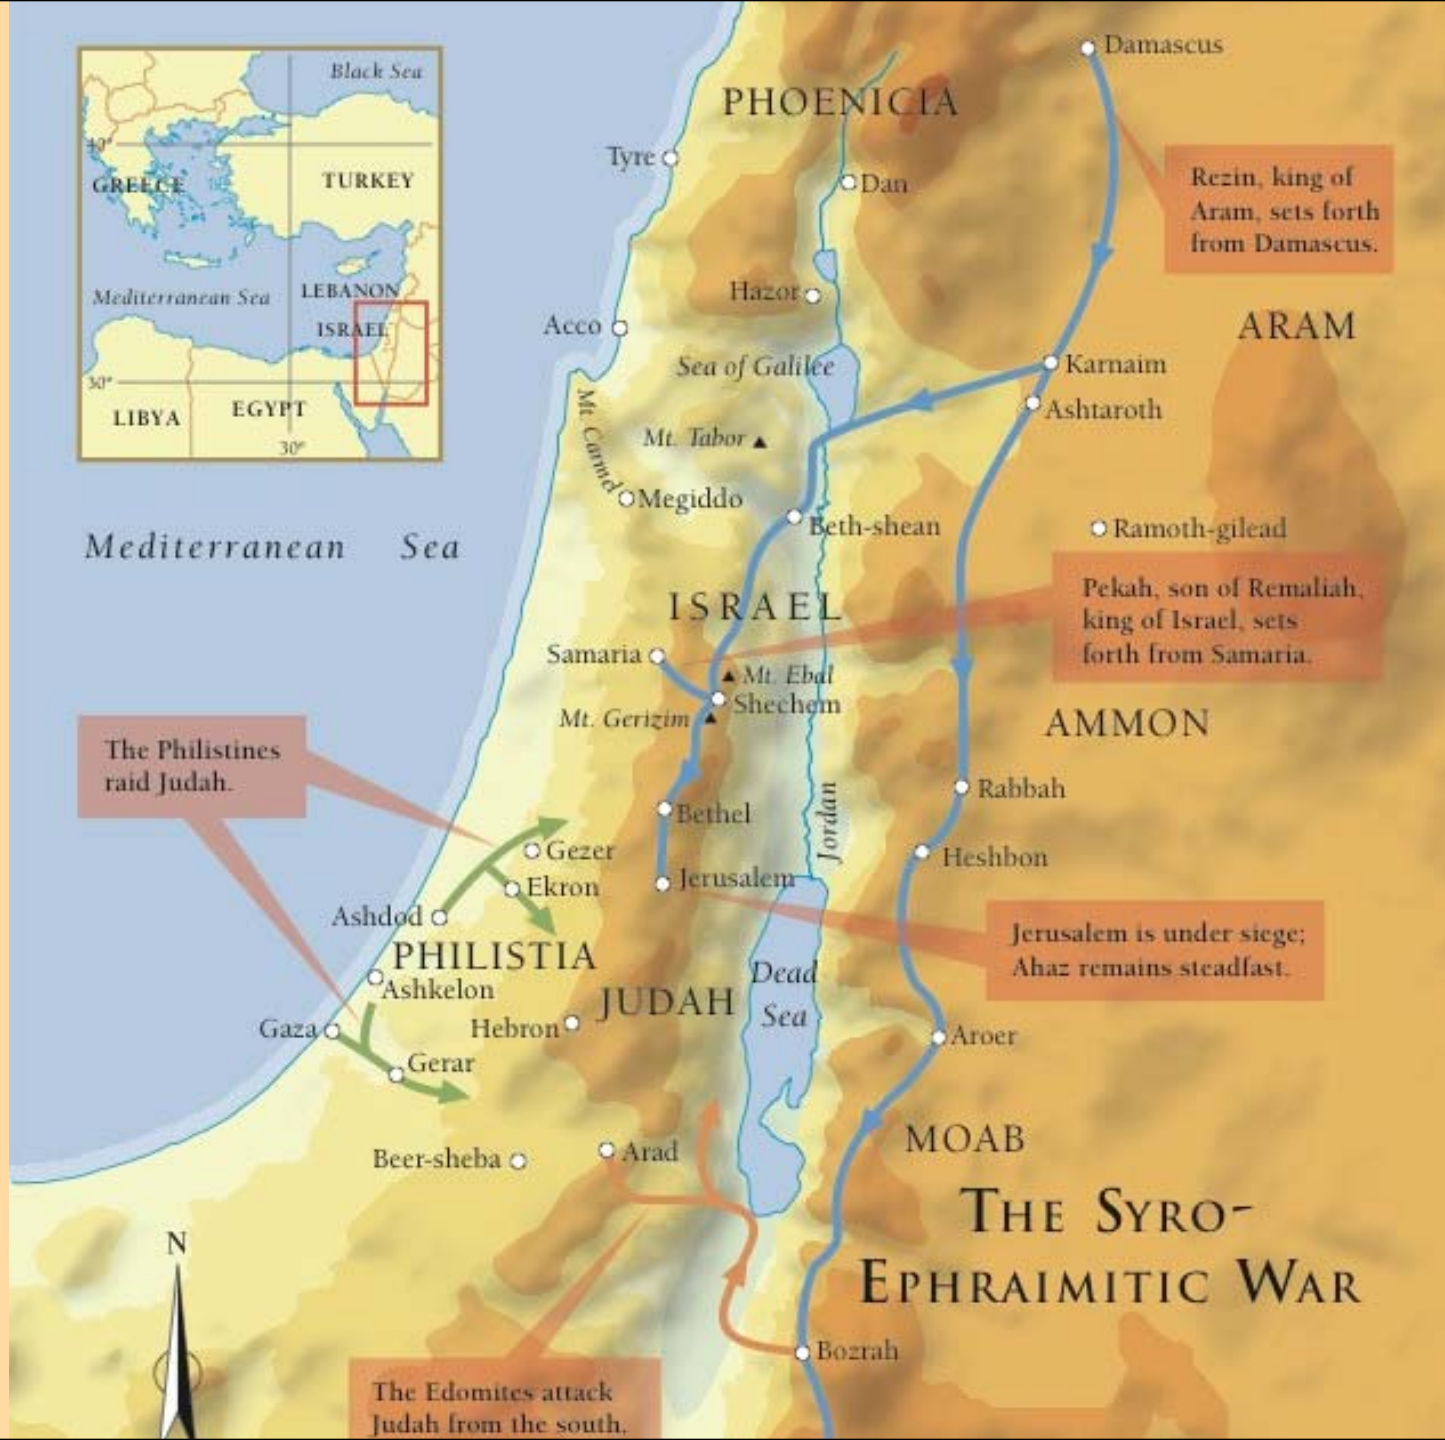 Black Sea
40°
GREECE
TURKEY
Mediterranean Sea
LEBANON
ISRAEL
30°
LIBYA
EGYPT
30°
Damascus
PHOENICIA
Tyre
Dan
Rezin, king of
Aram, sets forth
from Damascus.
Hazor
Acco
ARAM
Sea of Galilee
Karnaim
Ashtaroth
Mt. Carmel
Mt. Tabor
Megiddo
Beth-shean
Ramoth-gilead
Mediterranean Sea
Pekah, son of Remaliah,
king of Israel, sets
forth from Samaria.
ISRAEL
Samaria
Mt. Ebal
Shechem
Mt. Gerizim
AMMON
The Philistines
raid Judah.
Rabbah
Jordan
Bethel
Gezer
Heshbon
Ekron
Jerusalem
Ashdod
Jerusalem is under siege;
Ahaz remains steadfast.
PHILISTIA
Ashkelon
Dead
Sea
JUDAH
Gaza
Hebron
Aroer
Gerar
MOAB
Beer-sheba
Arad
THE SYRO-
EPHRAIMITIC WAR
N
Bozrah
The Edomites attack
Judah from the south.